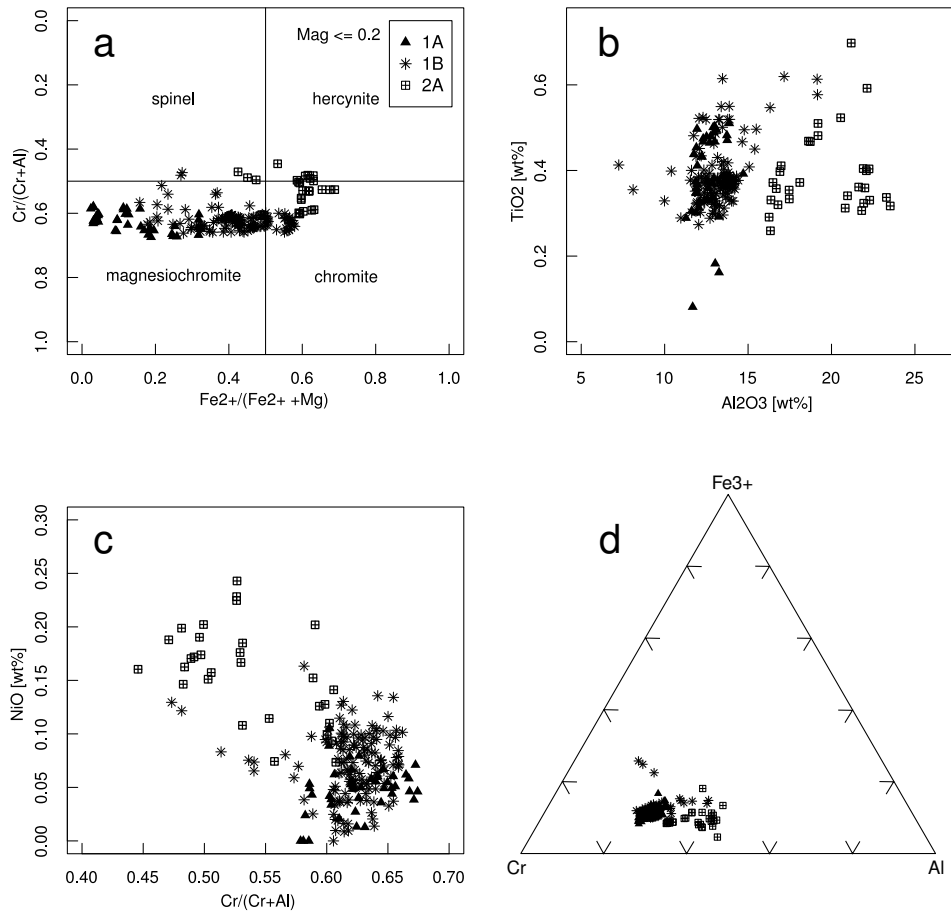 a
Mag <= 0.2
1A
1B
2A
spinel
hercynite
magnesiochromite
chromite
0.0
0.2
0.4
0.6
0.8
1.0
Cr/(Cr+Al)
0.0 0.2 0.4 0.6 0.8 1.0
Fe2+/(Fe2+ +Mg)
b
0.6
0.4
0.2
0.0
TiO2 [wt%]
5 10 15 20 25
Al2O3 [wt%]
c
0.30
0.25
0.20
0.15
0.10
0.05
0.00
NiO [wt%]
0.40 0.45 0.50 0.55 0.60 0.65 0.70
Cr/(Cr+Al)
d
Fe3+
Cr
Al